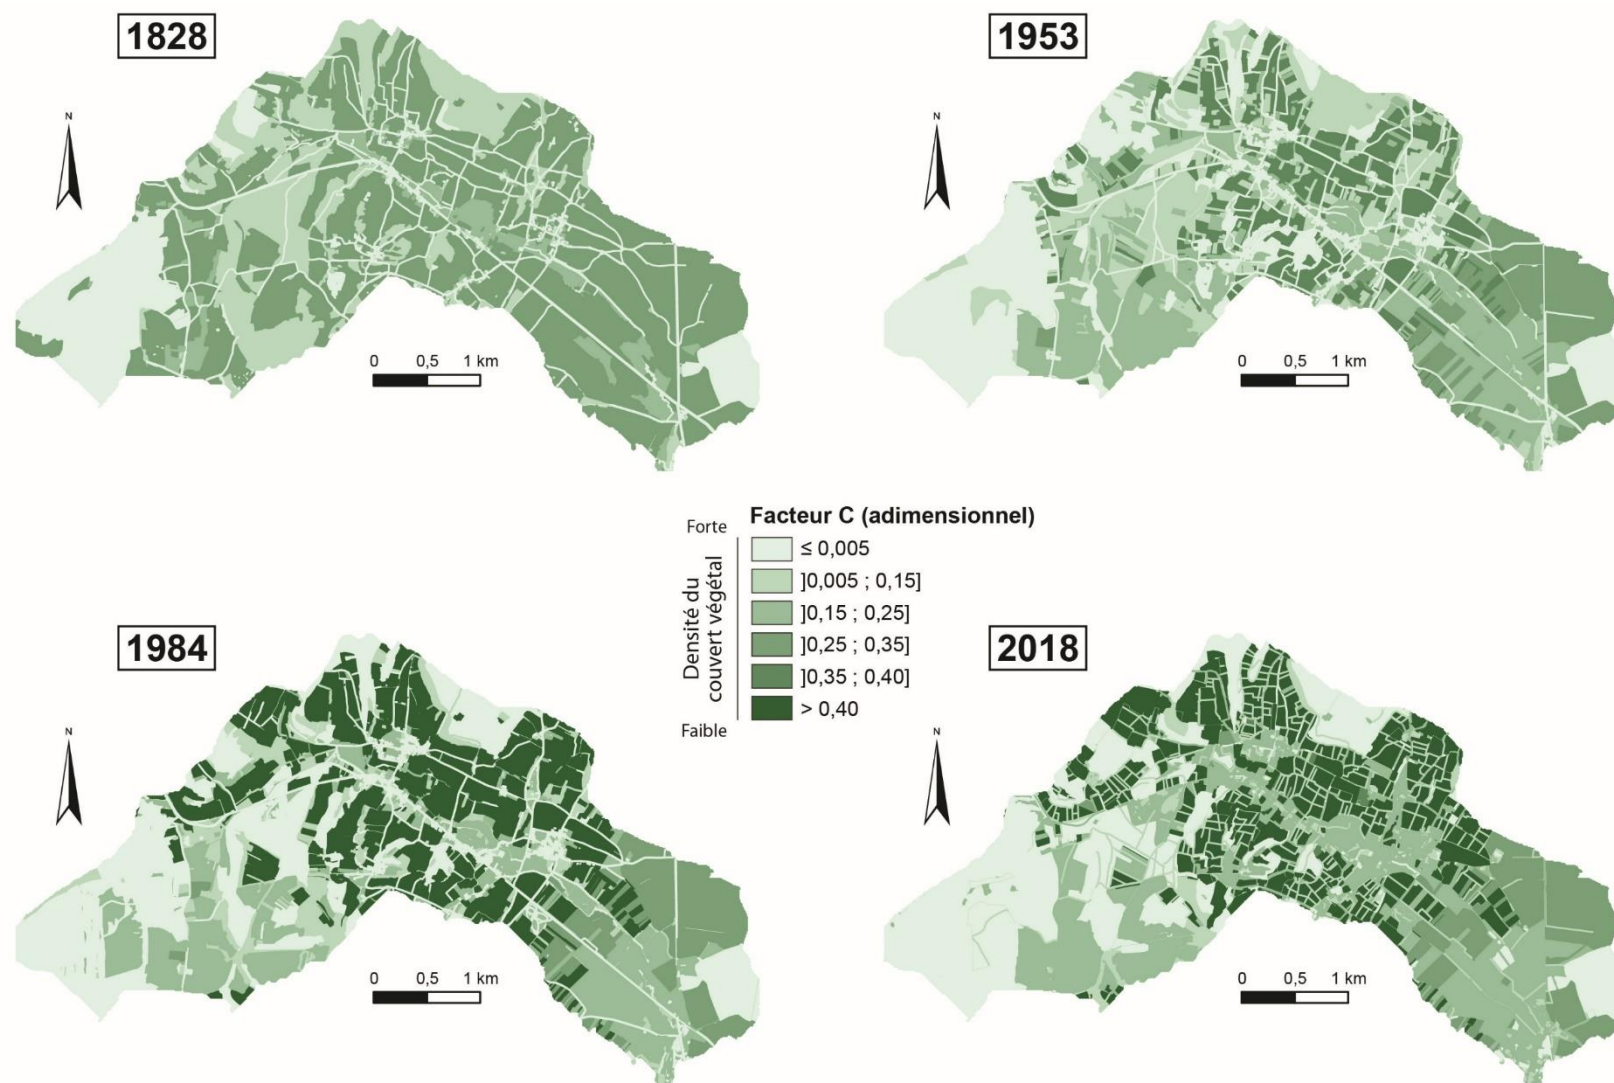 1828
1953
N
N
0 0,5 1 km
0 0,5 1 km
Facteur C (adimensionnel)
Forte
≤ 0,005
]0,005 ; 0,15]
]0,15 ; 0,25]
]0,25 ; 0,35]
]0,35 ; 0,40]
> 0,40
Densité du
couvert végétal
Faible
1984
2018
N
N
0 0,5 1 km
0 0,5 1 km